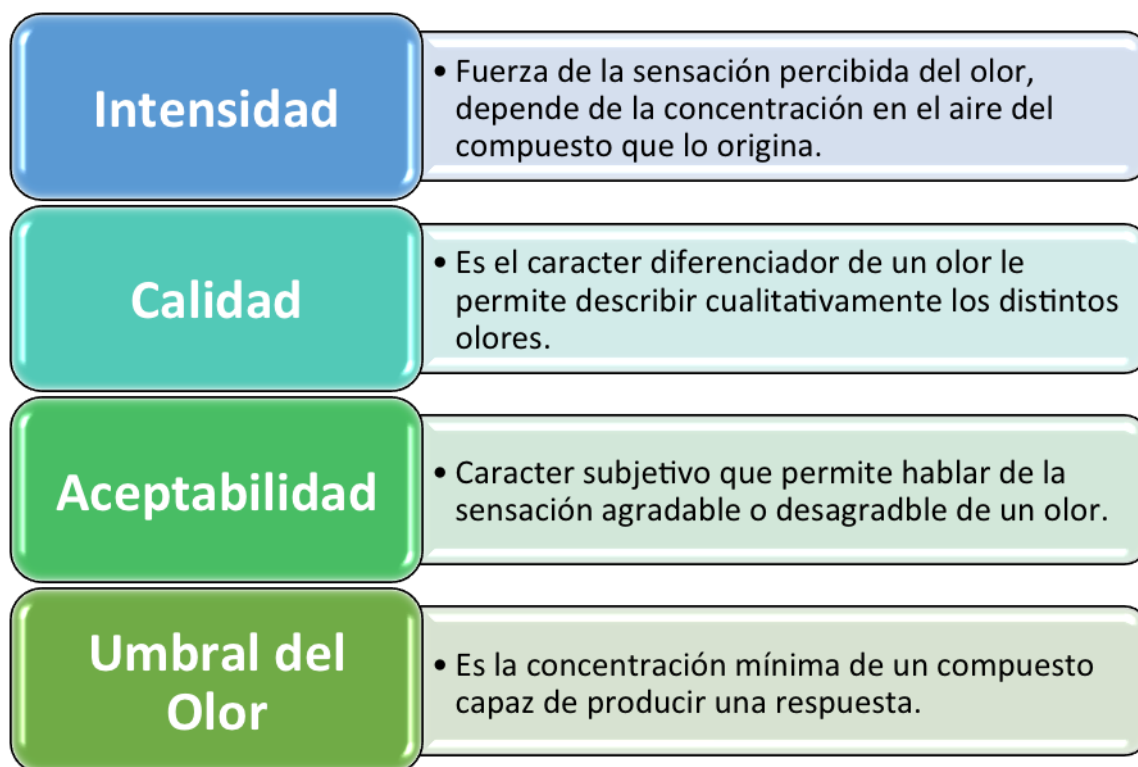 Intensidad
• Fuerza de la sensación percibida del olor,
depende de la concentración en el aire del
compuesto que lo origina.
Calidad
• Es el caracter diferenciador de un olor le
permite describir cualitativamente los distintos
olores.
Aceptabilidad
• Caracter subjetivo que permite hablar de la
sensación agradable o desagradble de un olor.
Umbral del
Olor
• Es la concentración mínima de un compuesto
capaz de producir una respuesta.